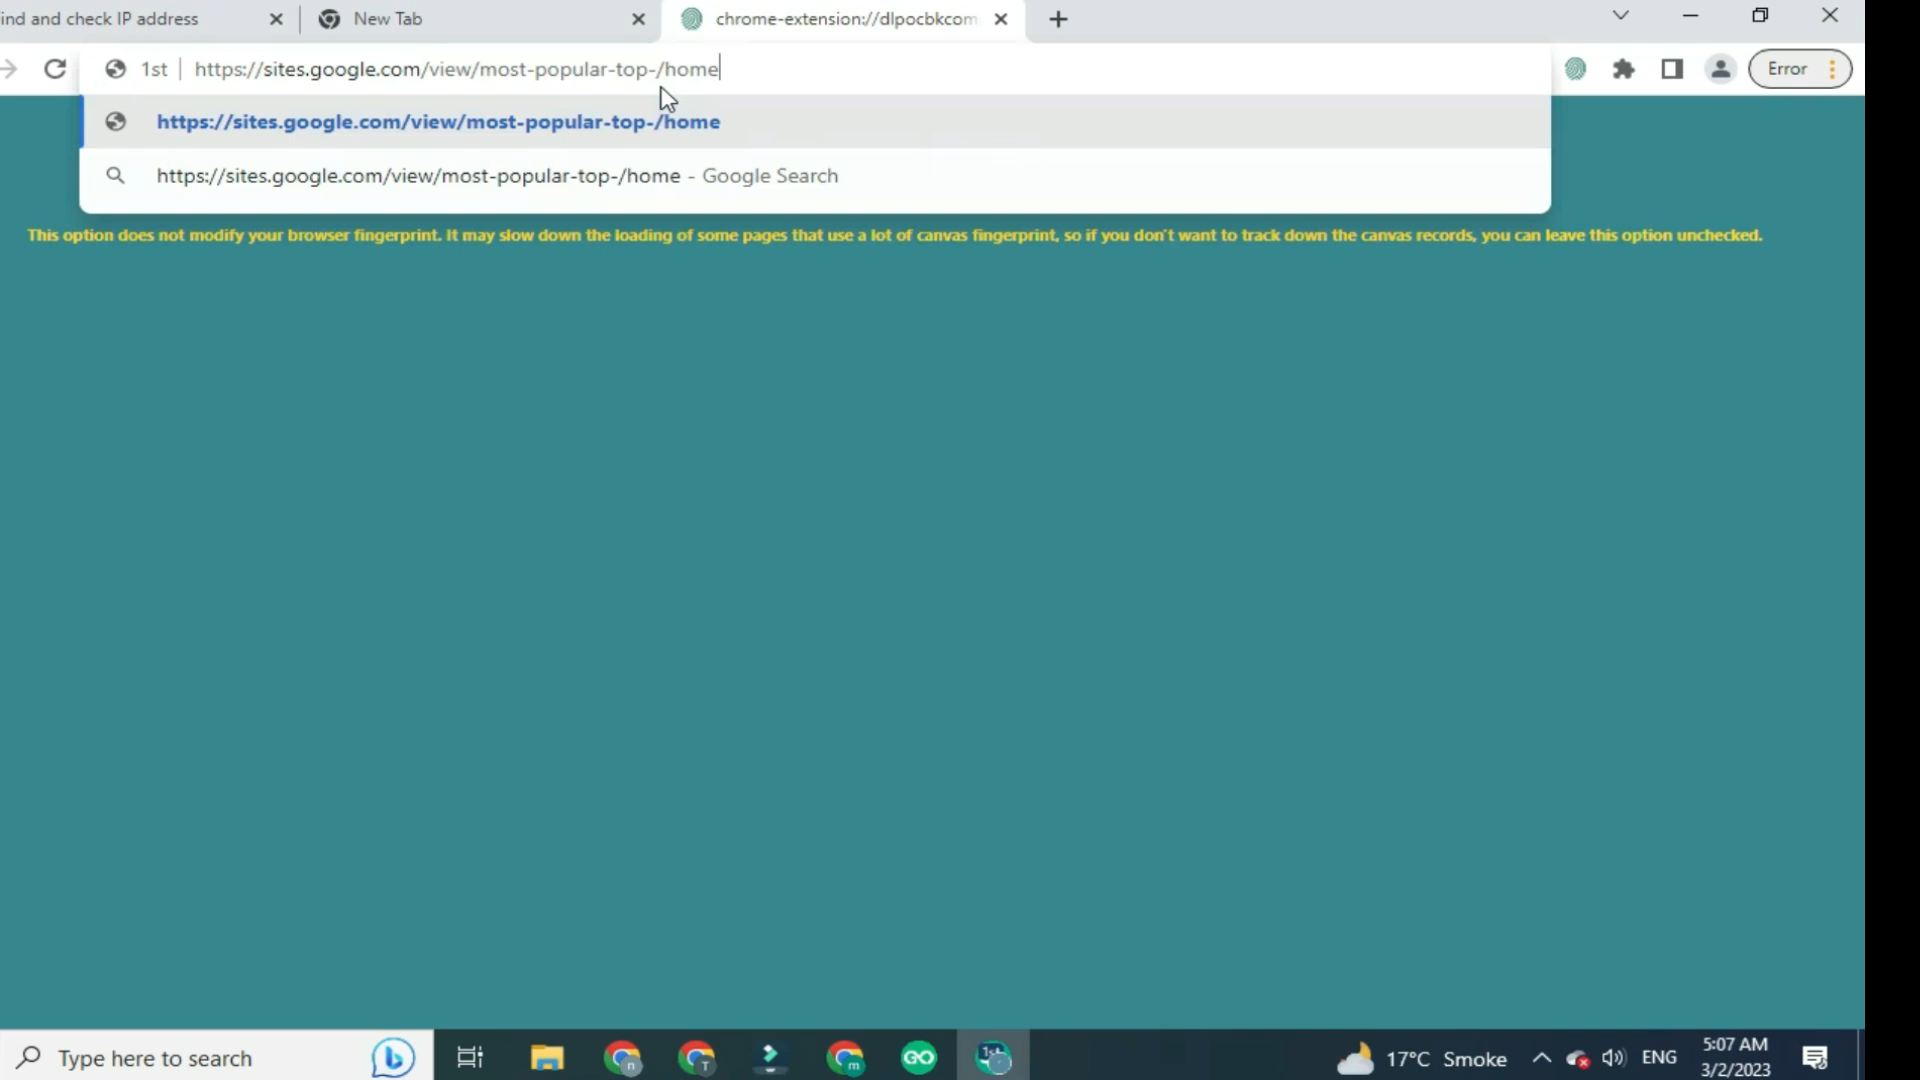 ind and check IP address
New Tab
chrome-extension://dlpocbkcom
1st
https://sites.google.com/view/most-popular-top-/home
Error
https://sites.google.com/view/most-popular-top-/home
https://sites.google.com/view/most-popular-top-/home - Google Search
This option does not modify your browser fingerprint. It may slow down the loading of some pages that use a lot of canvas fingerprint, so if you don't want to track down the canvas records, you can leave this option unchecked.
Type here to search
b
n
T
m
GO
1st
17°C Smoke
ENG
5:07 AM
3/2/2023